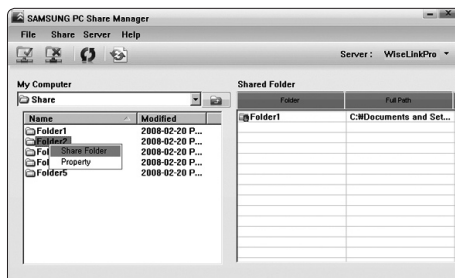 SAMSUNG PC Share Manager
File Share Server Help
Server : WiseLinkPro
My Computer
Shared Folder
Share
Folder Full Path
Name Modified
Folder1 C:₩Documents and Set...
Folder1 2008-02-20 P...
Folder2 2008-02-20 P...
Fol 2008-02-20 P...
Share Folder
Fol 2008-02-20 P...
Property
Folder5 2008-02-20 P...